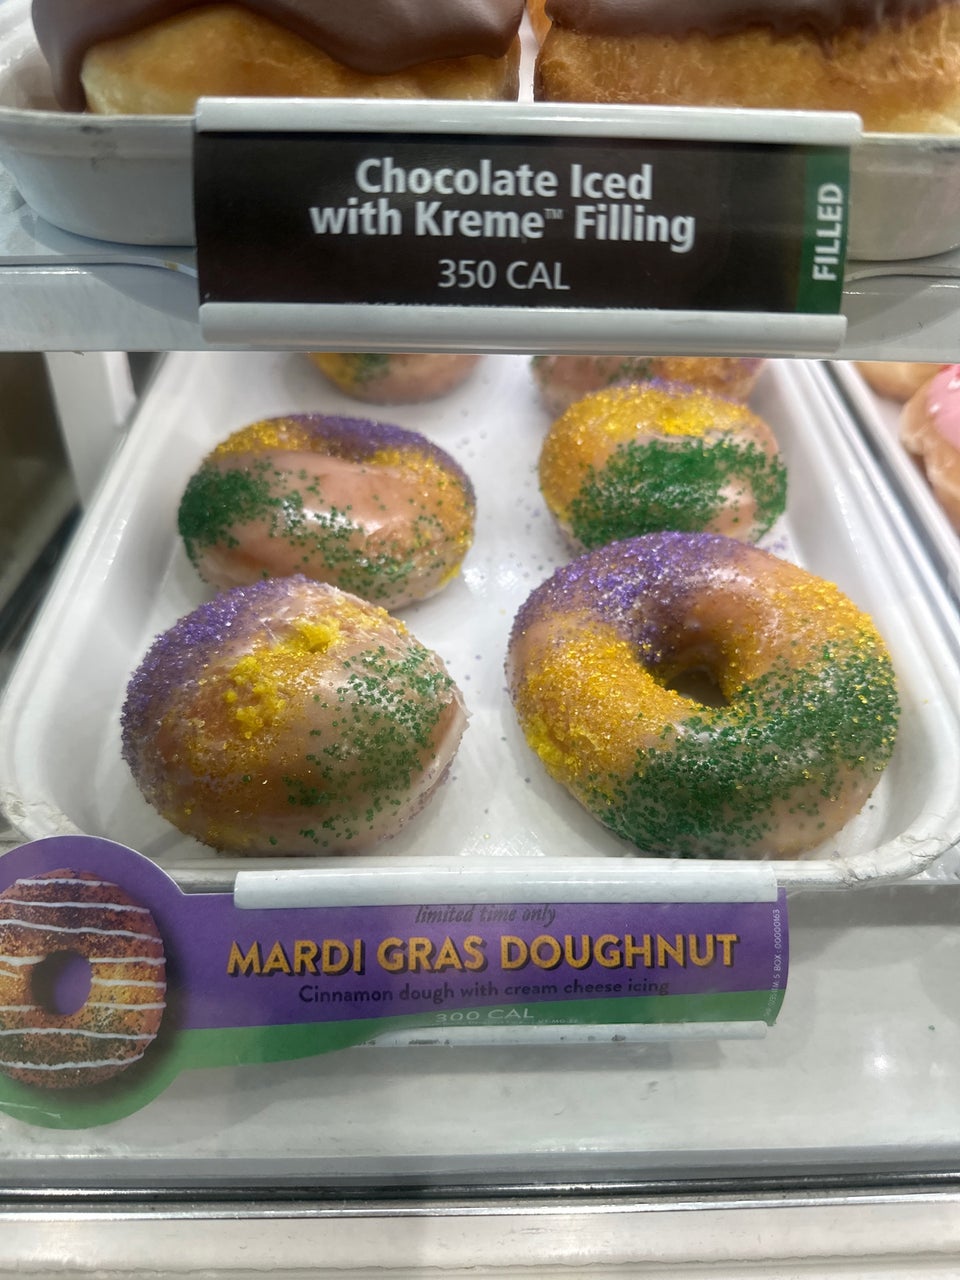 Chocolate Iced
with Kreme™ Filling
350 CAL
FILLED
limited time only
MARDI GRAS DOUGHNUT
Cinnamon dough with cream cheese icing
300 CAL